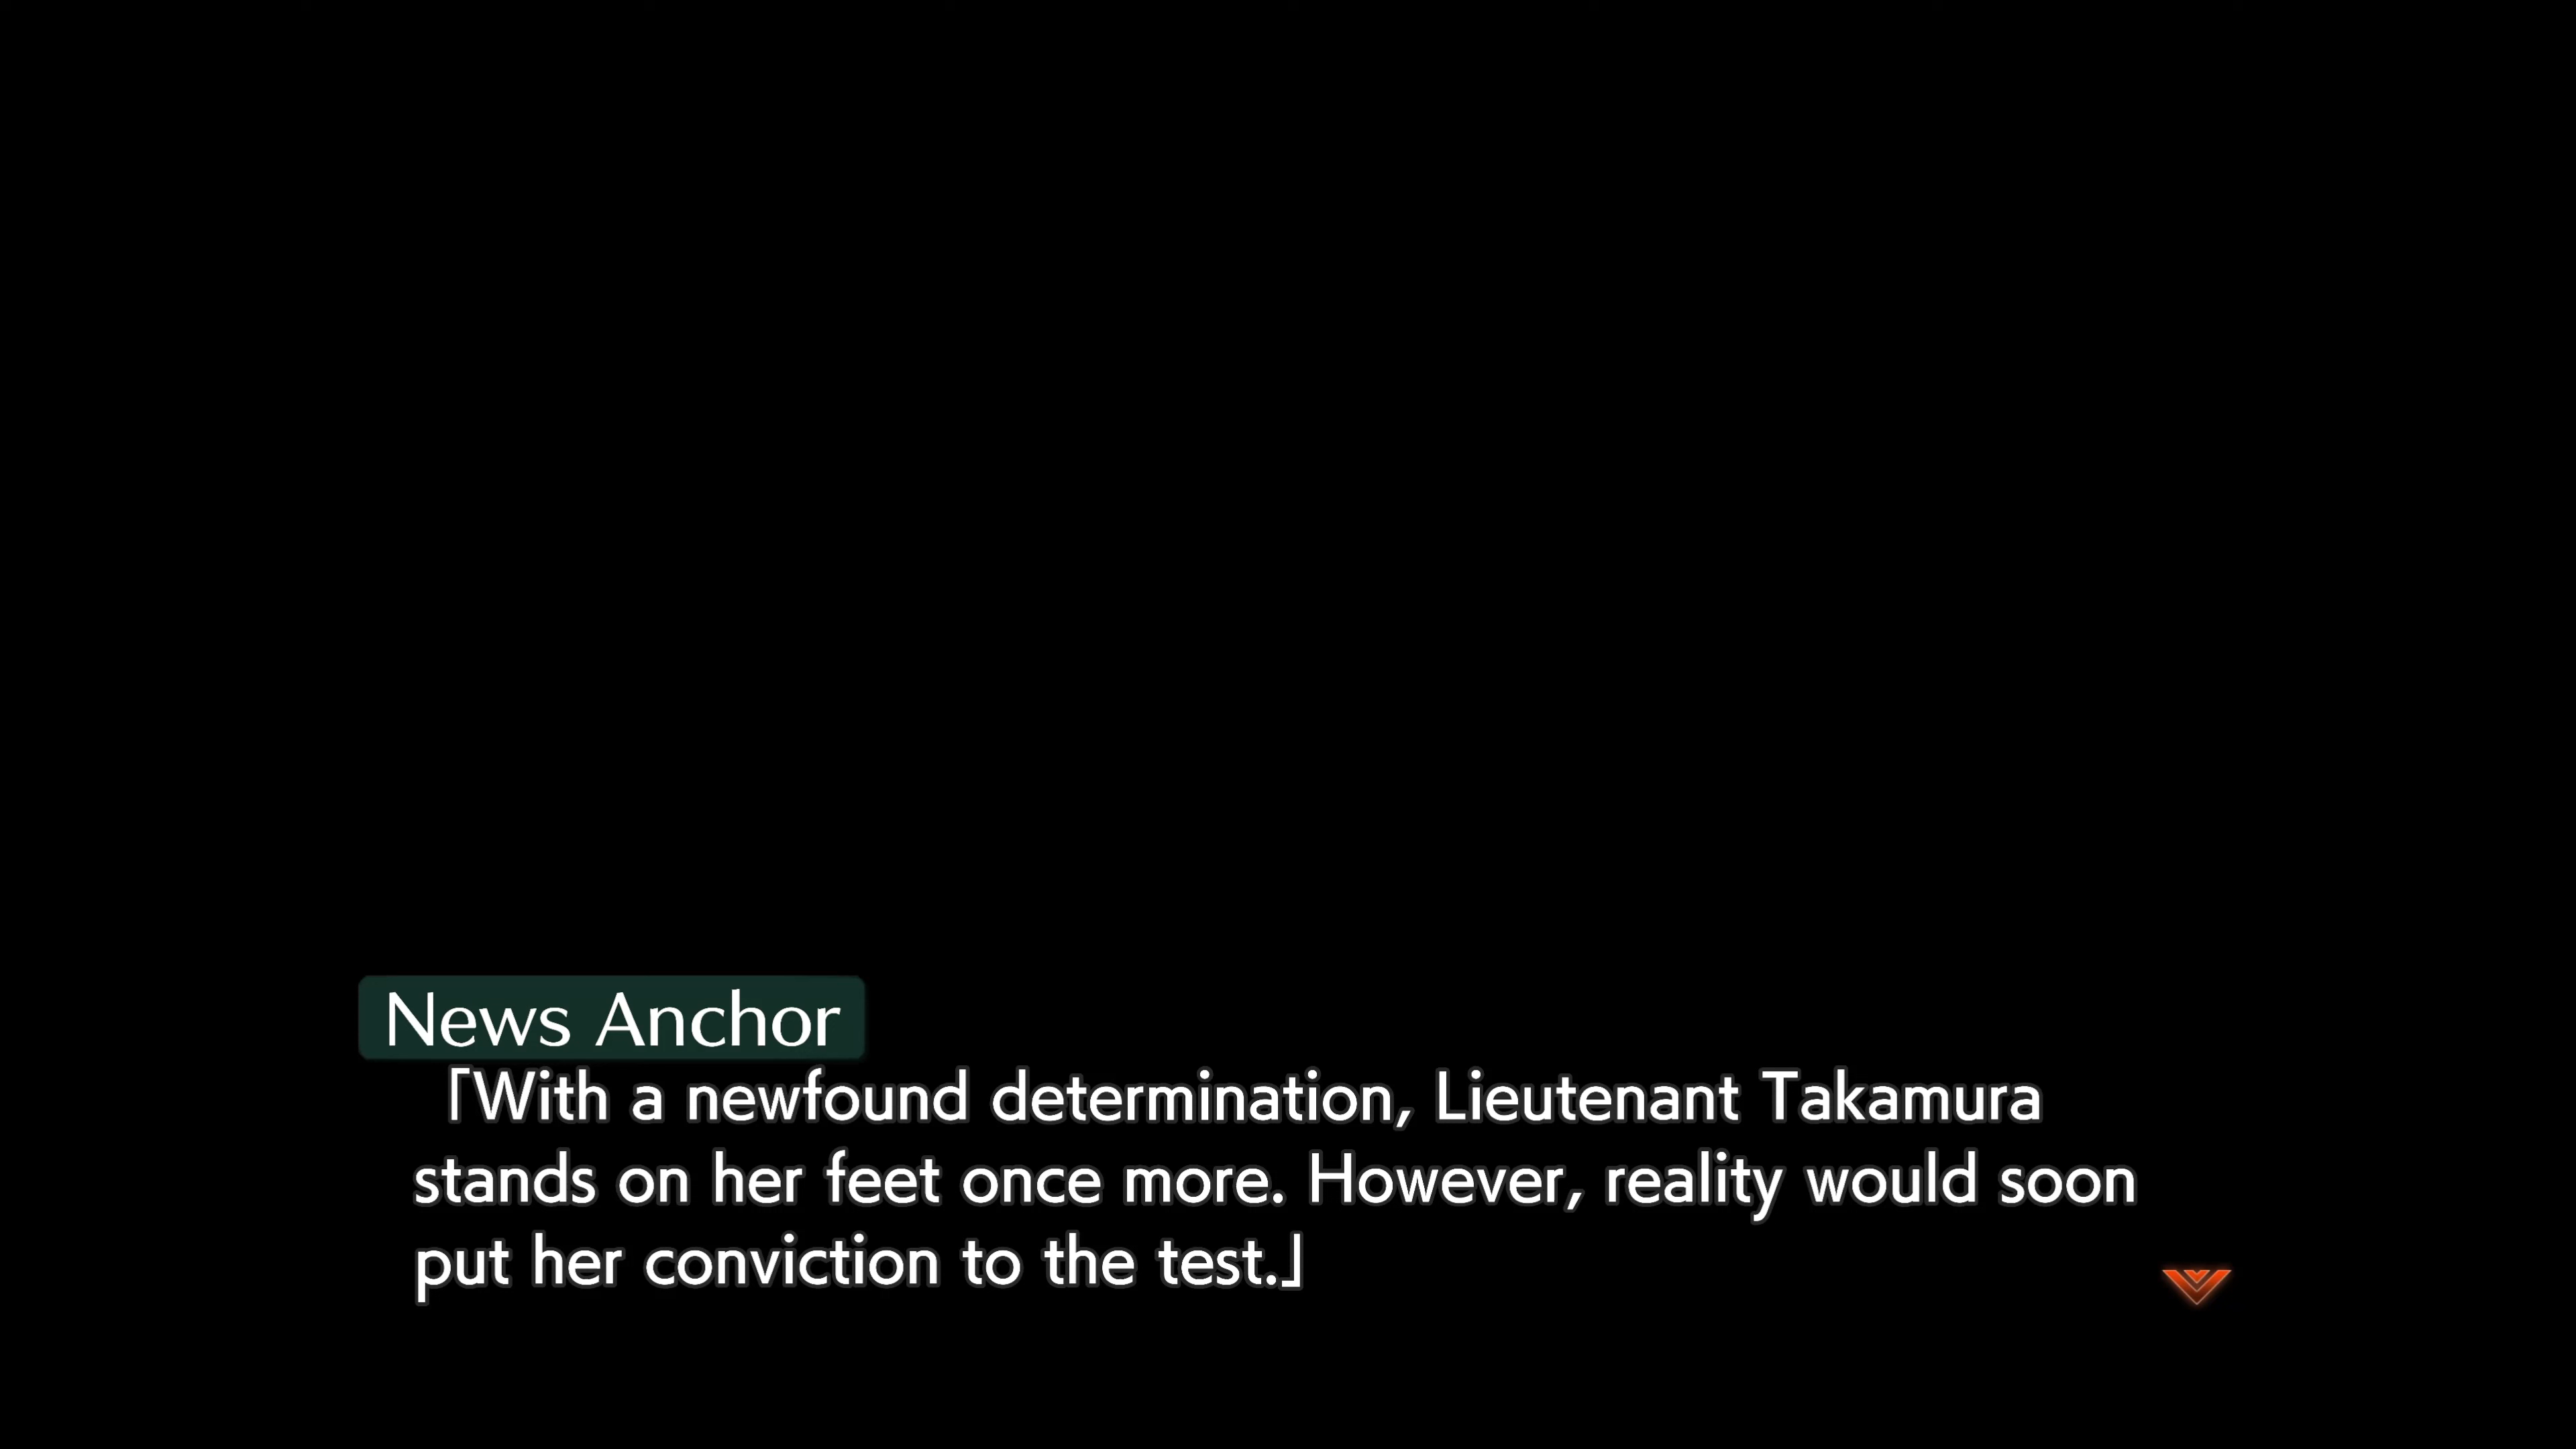 News Anchor
「With a newfound determination, Lieutenant Takamura
stands on her feet once more. However, reality would soon
put her conviction to the test.」